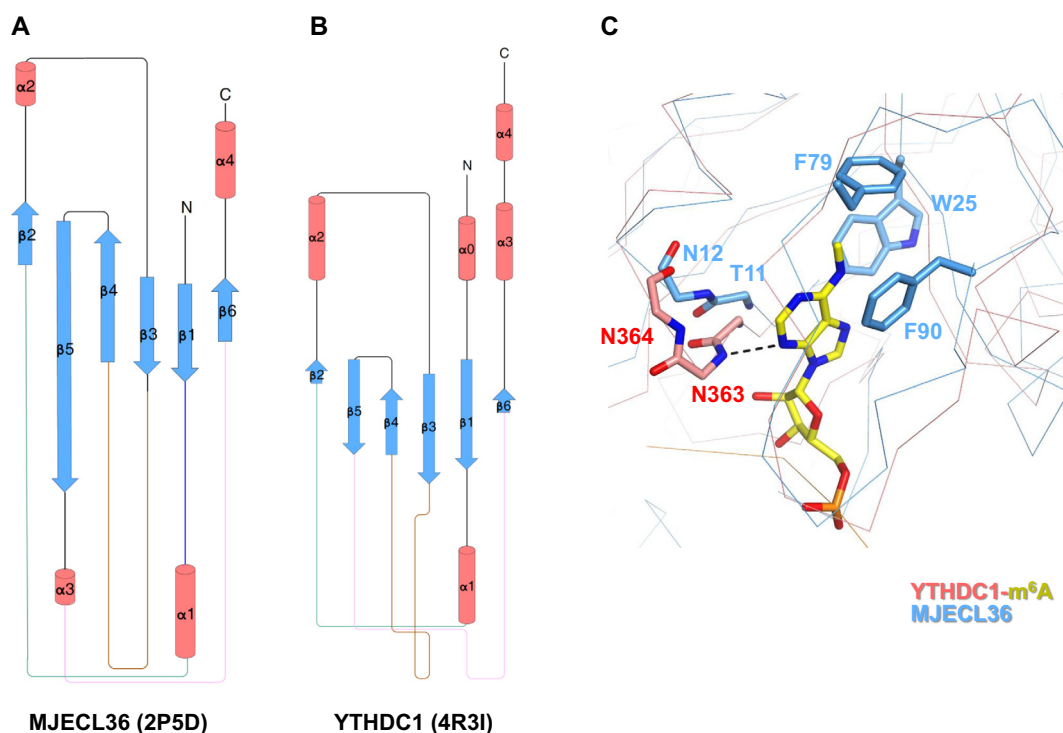 A
B
C
α2
C
α4
N
β2
β5
β4
β3
β1
β6
α3
α1
MJECL36 (2P5D)
C
α4
N
α2
α0
α3
β2
β5
β4
β3
β1
β6
α1
YTHDC1 (4R3I)
F79
W25
N12
T11
F90
N364
N363
YTHDC1-m⁶A
MJECL36